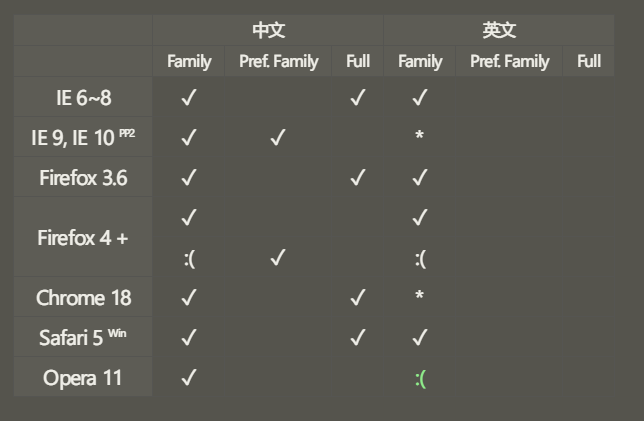 中文 英文
Family Pref. Family Full Family Pref. Family Full
IE 6~8 ✓ ✓ ✓
IE 9, IE 10 PP2 ✓ ✓ *
Firefox 3.6 ✓ ✓ ✓
Firefox 4 + ✓ ✓
:( ✓ :(
Chrome 18 ✓ ✓ *
Safari 5 Win ✓ ✓ ✓
Opera 11 ✓ :(